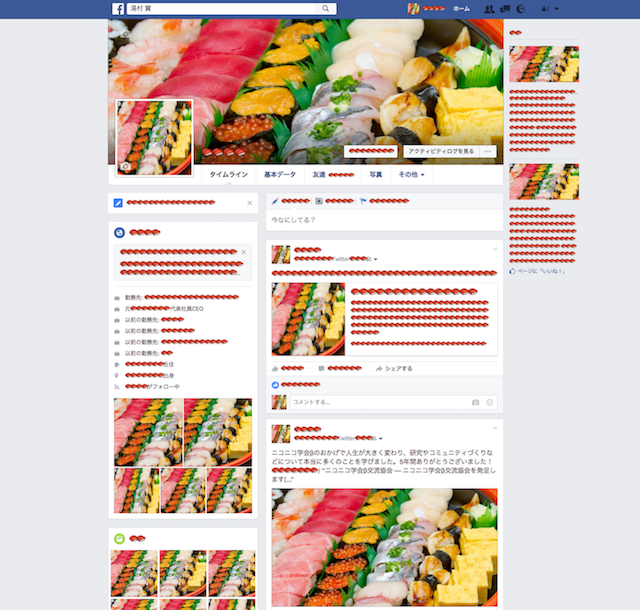 湯村 翼
ホーム
アクティビティログを見る
タイムライン 基本データ 友達 写真 その他
今なにしてる？
勤務先:
元 代表社員CEO
以前の勤務先:
以前の勤務先:
以前の勤務先:
以前の勤務先:
在住
出身
がフォロー中
Twitter
シェアする
コメントする...
Twitter
ニコニコ学会βのおかげで人生が大きく変わり、研究やコミュニティづくりな
どについて本当に多くのことを学びました。5年間ありがとうございました！
/ "ニコニコ学会β交流協会 — ニコニコ学会β交流協会を発足し
ます[...]"
ページに「いいね！」